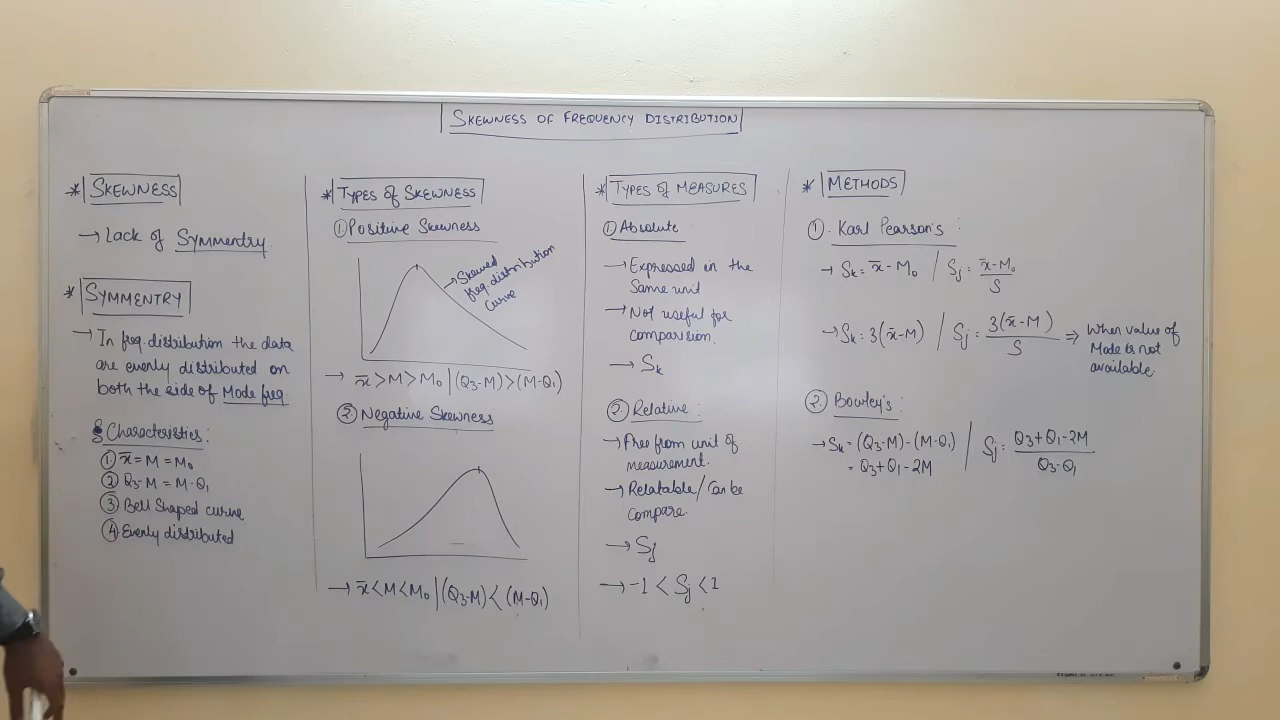 SKEWNESS OF FREQUENCY DISTRIBUTION
* SKEWNESS
→ Lack of Symmentry.
* SYMMENTRY
→ In freq. distribution the data
are evenly distributed on
both the side of Mode freq.
Characteristics:
① x̄ = M = M₀
② Q₃-M = M-Q₁
③ Bell Shaped curve
④ Evenly distributed
* TYPES OF SKEWNESS
① Positive Skewness
→ Skewed
freq. distribution
curve
→ x̄ > M > M₀ | (Q₃-M) > (M-Q₁)
② Negative Skewness
→ x̄ < M < M₀ | (Q₃-M) < (M-Q₁)
* TYPES OF MEASURES
① Absolute
→ Expressed in the
Same unit
→ Not useful for
comparision.
→ Sk
② Relative:
→ Free from unit of
measurement.
→ Relatable/Can be
compare.
→ Sj
→ -1 < Sj < 1
* METHODS
① Karl Pearson's:
→ Sk = x̄ - M₀ / Sj = (x̄-M₀)/S
→ Sk = 3(x̄-M) / Sj = 3(x̄-M)/S ⇒ When value of
Mode is not
available.
② Bowley's:
→ Sk = (Q₃-M)-(M-Q₁) / Sj = (Q₃+Q₁-2M)/(Q₃-Q₁)
= Q₃+Q₁-2M